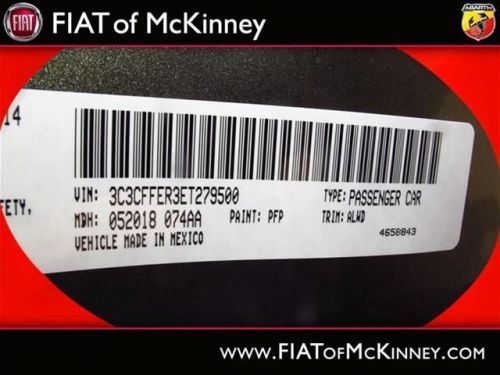 FIAT
FIAT of McKinney
ABARTH
14
FETY,
VIN: 3C3CFFER3ET279500
TYPE: PASSENGER CAR
MDH: 052018 074AA
PAINT: PFP
TRIM: ALWD
VEHICLE MADE IN MEXICO
4658843
www.FIATofMcKinney.com